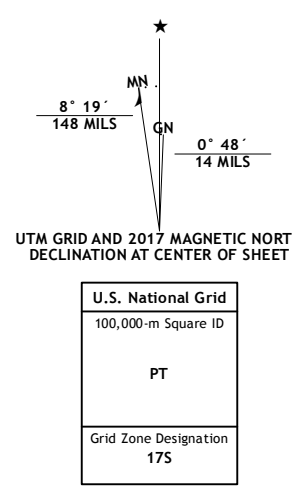 ★
MN
8° 19´
148 MILS
GN
0° 48´
14 MILS
UTM GRID AND 2017 MAGNETIC NORT
DECLINATION AT CENTER OF SHEET
U.S. National Grid
100,000-m Square ID
PT
Grid Zone Designation
17S